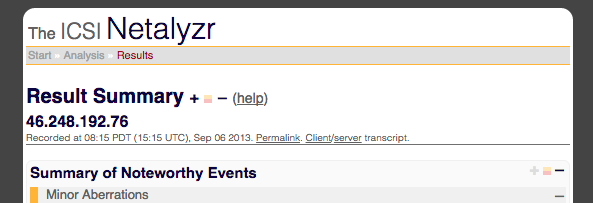 The ICSI Netalyzr
Start » Analysis » Results
Result Summary + – (help)
46.248.192.76
Recorded at 08:15 PDT (15:15 UTC), Sep 06 2013. Permalink. Client/server transcript.
Summary of Noteworthy Events + –
Minor Aberrations –